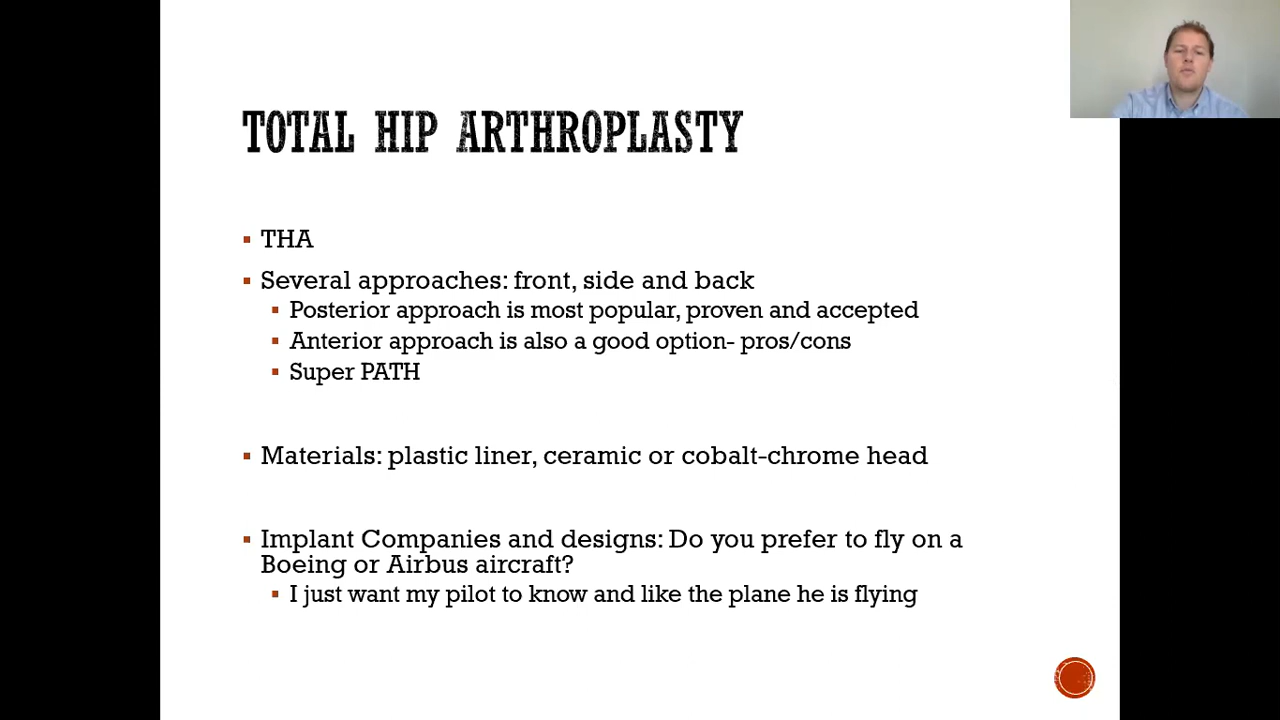 TOTAL HIP ARTHROPLASTY
THA
Several approaches: front, side and back
Posterior approach is most popular, proven and accepted
Anterior approach is also a good option- pros/cons
Super PATH
Materials: plastic liner, ceramic or cobalt-chrome head
Implant Companies and designs: Do you prefer to fly on a
Boeing or Airbus aircraft?
I just want my pilot to know and like the plane he is flying